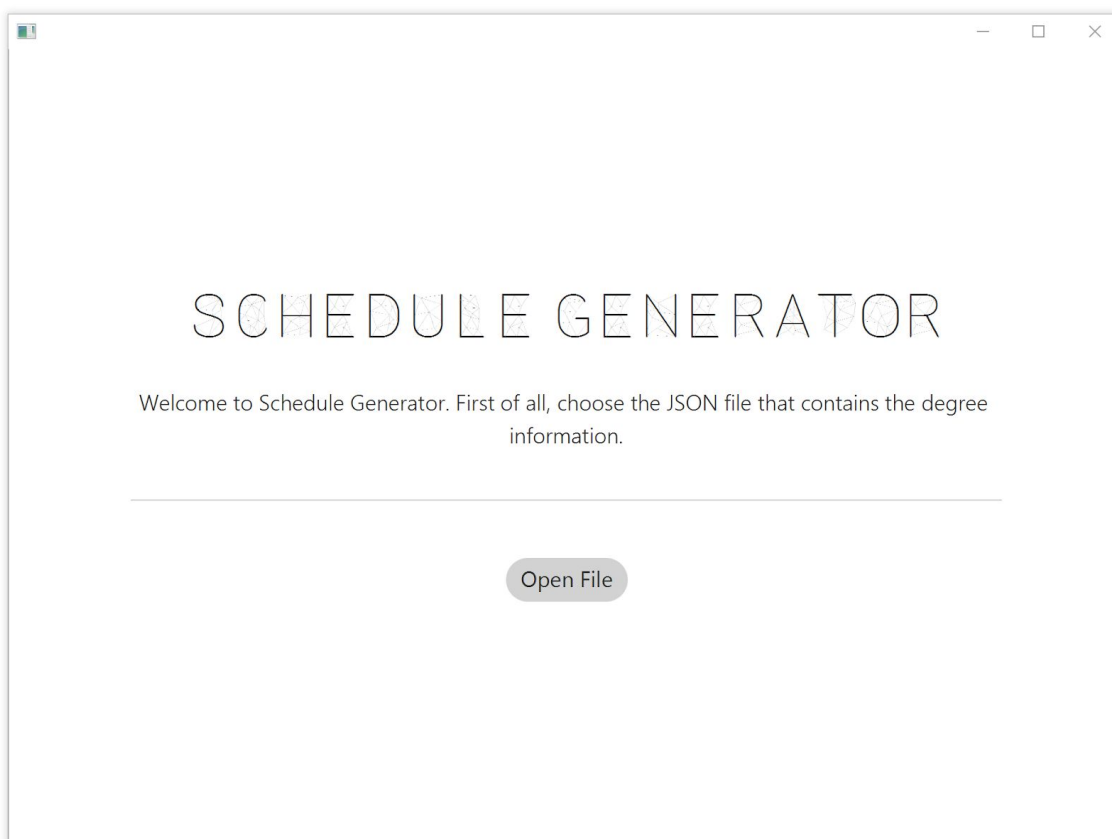 SCHEDULE GENERATOR
Welcome to Schedule Generator. First of all, choose the JSON file that contains the degree
information.
Open File